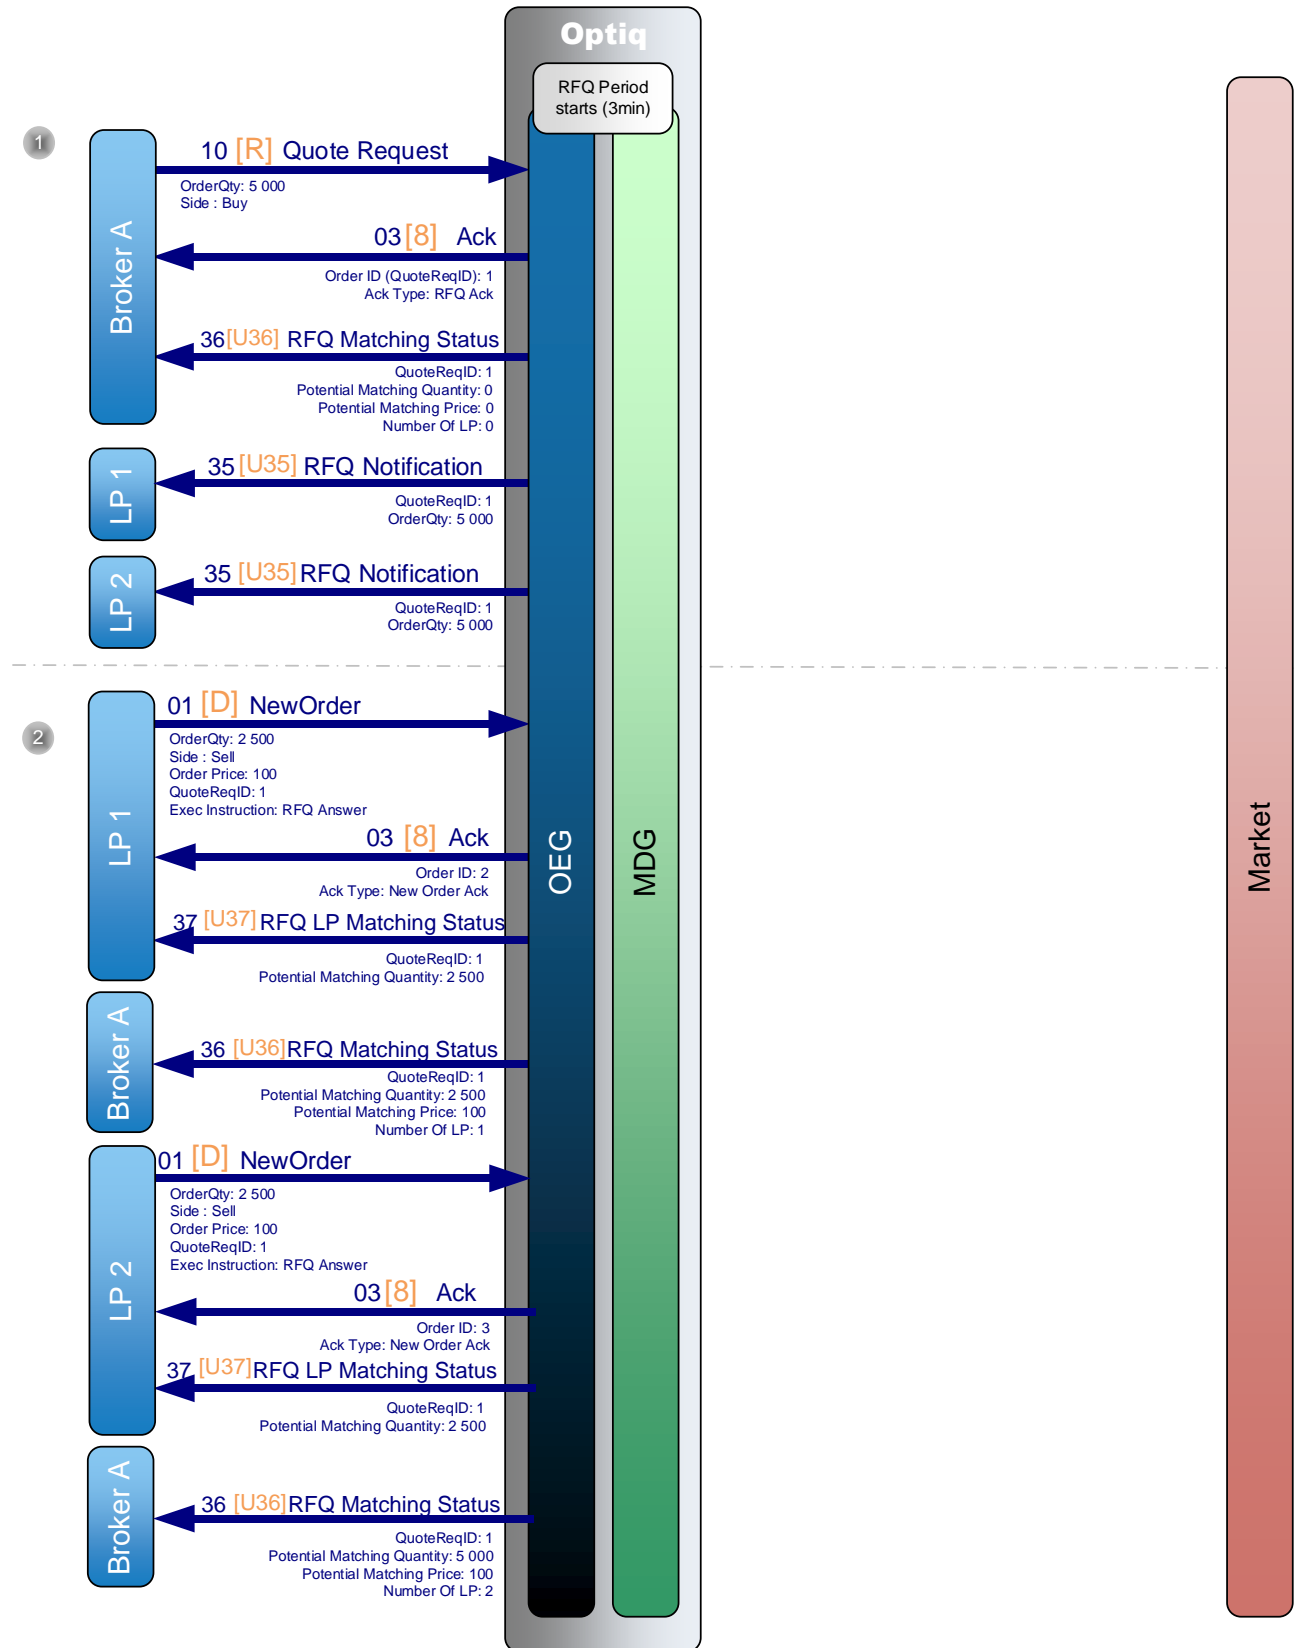 Optiq
RFQ Period
starts (3min)
1
Broker A
10 [R] Quote Request
OrderQty: 5 000
Side : Buy
03 [8] Ack
Order ID (QuoteReqID): 1
Ack Type: RFQ Ack
36 [U36] RFQ Matching Status
QuoteReqID: 1
Potential Matching Quantity: 0
Potential Matching Price: 0
Number Of LP: 0
LP 1
35 [U35] RFQ Notification
QuoteReqID: 1
OrderQty: 5 000
LP 2
35 [U35] RFQ Notification
QuoteReqID: 1
OrderQty: 5 000
2
LP 1
01 [D] NewOrder
OrderQty: 2 500
Side : Sell
Order Price: 100
QuoteReqID: 1
Exec Instruction: RFQ Answer
03 [8] Ack
Order ID: 2
Ack Type: New Order Ack
37 [U37] RFQ LP Matching Status
QuoteReqID: 1
Potential Matching Quantity: 2 500
OEG
MDG
Market
Broker A
36 [U36] RFQ Matching Status
QuoteReqID: 1
Potential Matching Quantity: 2 500
Potential Matching Price: 100
Number Of LP: 1
LP 2
01 [D] NewOrder
OrderQty: 2 500
Side : Sell
Order Price: 100
QuoteReqID: 1
Exec Instruction: RFQ Answer
03 [8] Ack
Order ID: 3
Ack Type: New Order Ack
37 [U37] RFQ LP Matching Status
QuoteReqID: 1
Potential Matching Quantity: 2 500
Broker A
36 [U36] RFQ Matching Status
QuoteReqID: 1
Potential Matching Quantity: 5 000
Potential Matching Price: 100
Number Of LP: 2